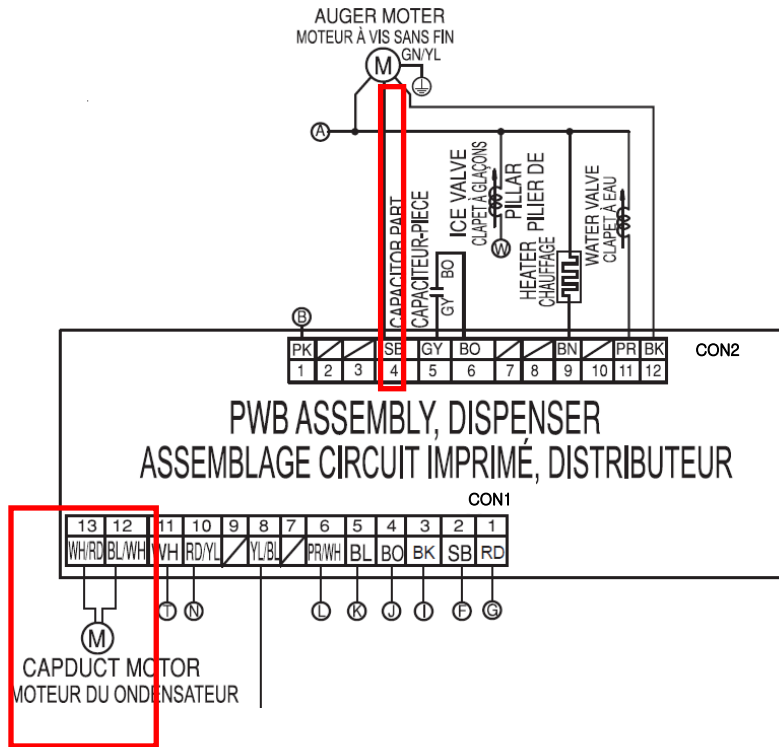 AUGER MOTER
MOTEUR À VIS SANS FIN
GN/YL
M
A
ICE VALVE
CLAPET À GLAÇONS
PILLAR
PILIER DE
W
HEATER
CHAUFFAGE
WATER VALVE
CLAPET À EAU
CAPACITOR PART
CAPACITEUR-PIECE
GY BO
B
PK SB GY BO BN PR BK
1 2 3 4 5 6 7 8 9 10 11 12
CON2
PWB ASSEMBLY, DISPENSER
ASSEMBLAGE CIRCUIT IMPRIMÉ, DISTRIBUTEUR
CON1
13 12 11 10 9 8 7 6 5 4 3 2 1
WH/RD BL/WH WH RD/YL YL/BL PR/WH BL BO BK SB RD
T N L K J I F G
M
CAPDUCT MOTOR
MOTEUR DU ONDENSATEUR